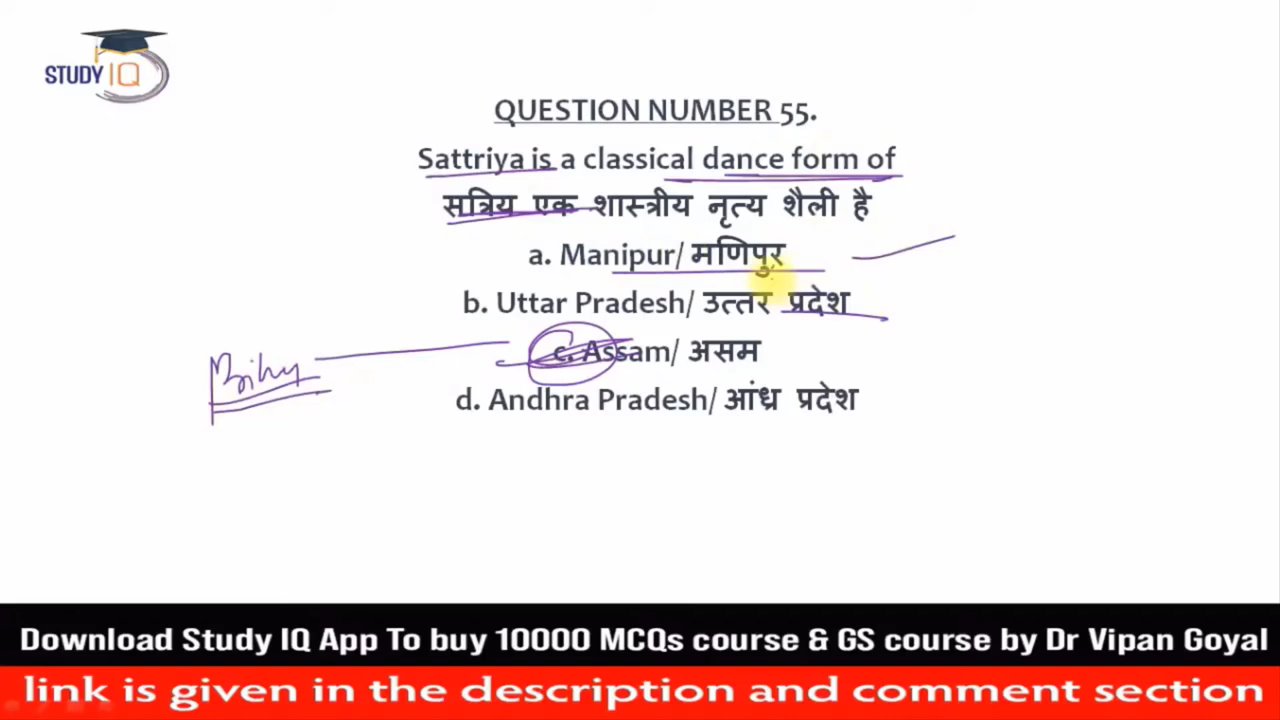 STUDY IQ
QUESTION NUMBER 55.
Sattriya is a classical dance form of
सत्रिय एक शास्त्रीय नृत्य शैली है
a. Manipur/ मणिपुर
b. Uttar Pradesh/ उत्तर प्रदेश
c. Assam/ असम
Bihu
d. Andhra Pradesh/ आंध्र प्रदेश
Download Study IQ App To buy 10000 MCQs course & GS course by Dr Vipan Goyal
link is given in the description and comment section